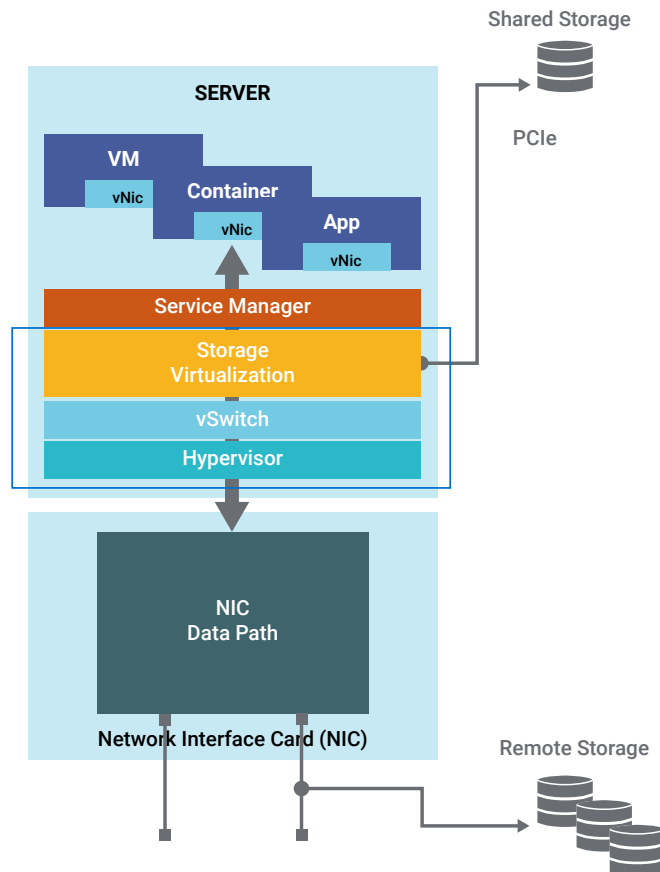 Shared Storage
SERVER
PCIe
VM
vNic
Container
vNic
App
vNic
Service Manager
Storage
Virtualization
vSwitch
Hypervisor
NIC
Data Path
Network Interface Card (NIC)
Remote Storage